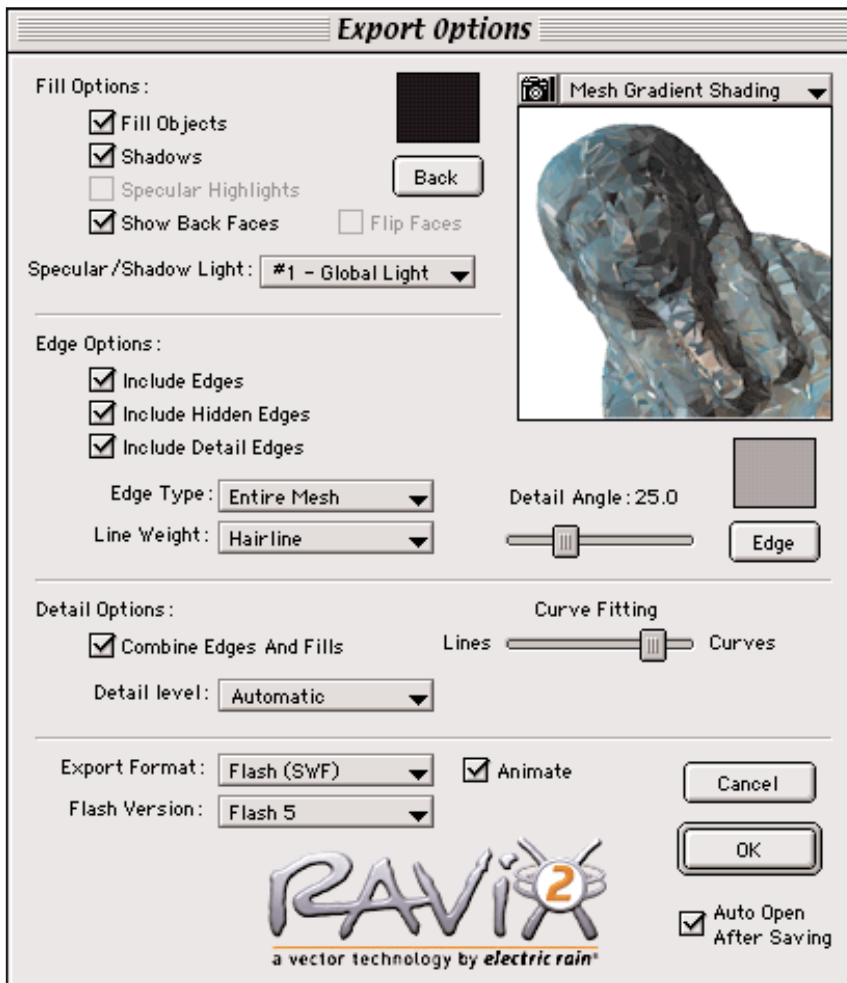 Export Options
Fill Options:
Fill Objects
Shadows
Specular Highlights
Show Back Faces
Flip Faces
Back
Specular/Shadow Light:
#1 - Global Light
Mesh Gradient Shading
Edge Options:
Include Edges
Include Hidden Edges
Include Detail Edges
Edge Type:
Entire Mesh
Line Weight:
Hairline
Detail Angle: 25.0
Edge
Detail Options:
Combine Edges And Fills
Detail level:
Automatic
Curve Fitting
Lines
Curves
Export Format:
Flash (SWF)
Animate
Flash Version:
Flash 5
Cancel
OK
Auto Open
After Saving
RAViX 2
a vector technology by electric rain®